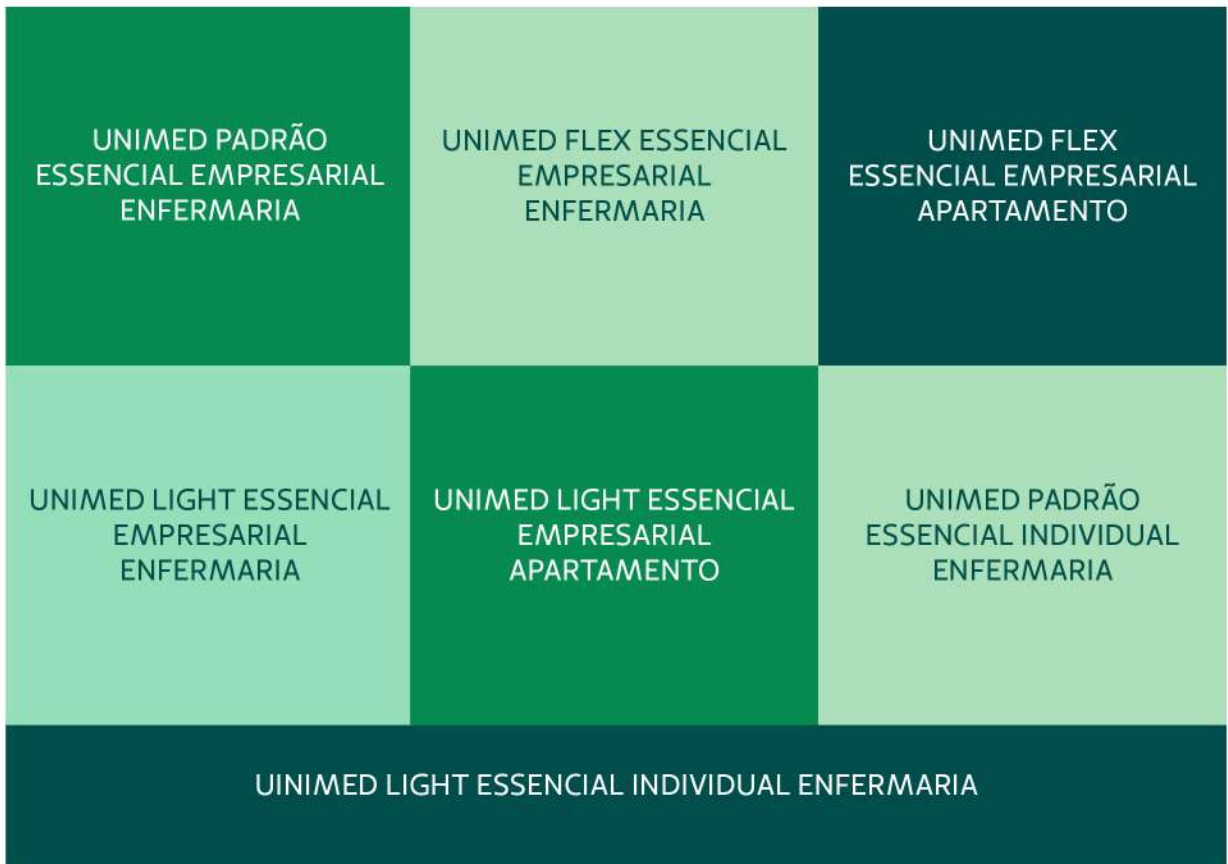 UNIMED PADRÃO
ESSENCIAL EMPRESARIAL
ENFERMARIA
UNIMED FLEX ESSENCIAL
EMPRESARIAL
ENFERMARIA
UNIMED FLEX
ESSENCIAL EMPRESARIAL
APARTAMENTO
UNIMED LIGHT ESSENCIAL
EMPRESARIAL
ENFERMARIA
UNIMED LIGHT ESSENCIAL
EMPRESARIAL
APARTAMENTO
UNIMED PADRÃO
ESSENCIAL INDIVIDUAL
ENFERMARIA
UINIMED LIGHT ESSENCIAL INDIVIDUAL ENFERMARIA